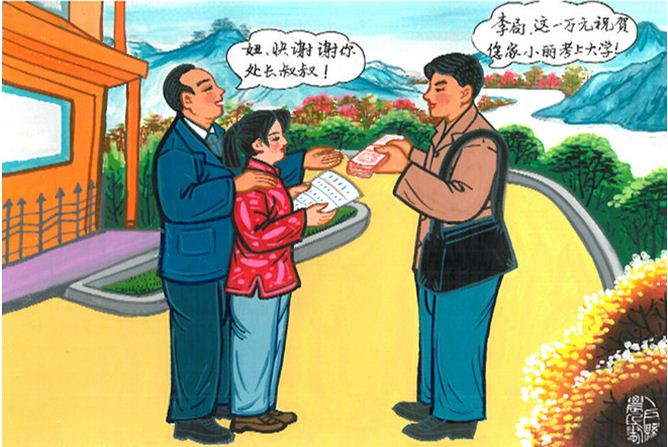 妞、快谢谢你
处长叔叔！
李局、这一万元祝贺
您家小丽考上大学！